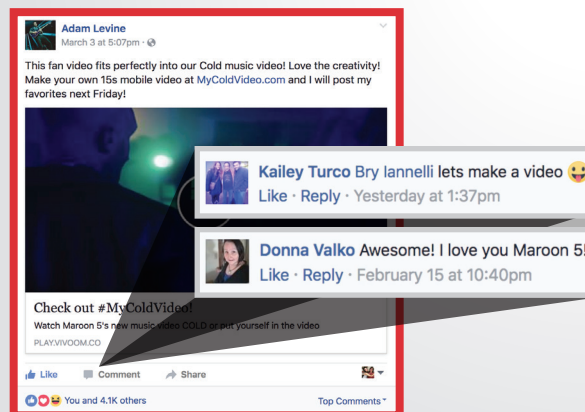 Adam Levine
March 3 at 5:07pm ·
This fan video fits perfectly into our Cold music video! Love the creativity!
Make your own 15s mobile video at MyColdVideo.com and I will post my
favorites next Friday!
Kailey Turco Bry Iannelli lets make a video 😛
Like · Reply · Yesterday at 1:37pm
Donna Valko Awesome! I love you Maroon 5!
Like · Reply · February 15 at 10:40pm
Check out #MyColdVideo!
Watch Maroon 5's new music video COLD or put yourself in the video
PLAY.VIVOOM.CO
Like Comment Share
You and 4.1K others Top Comments